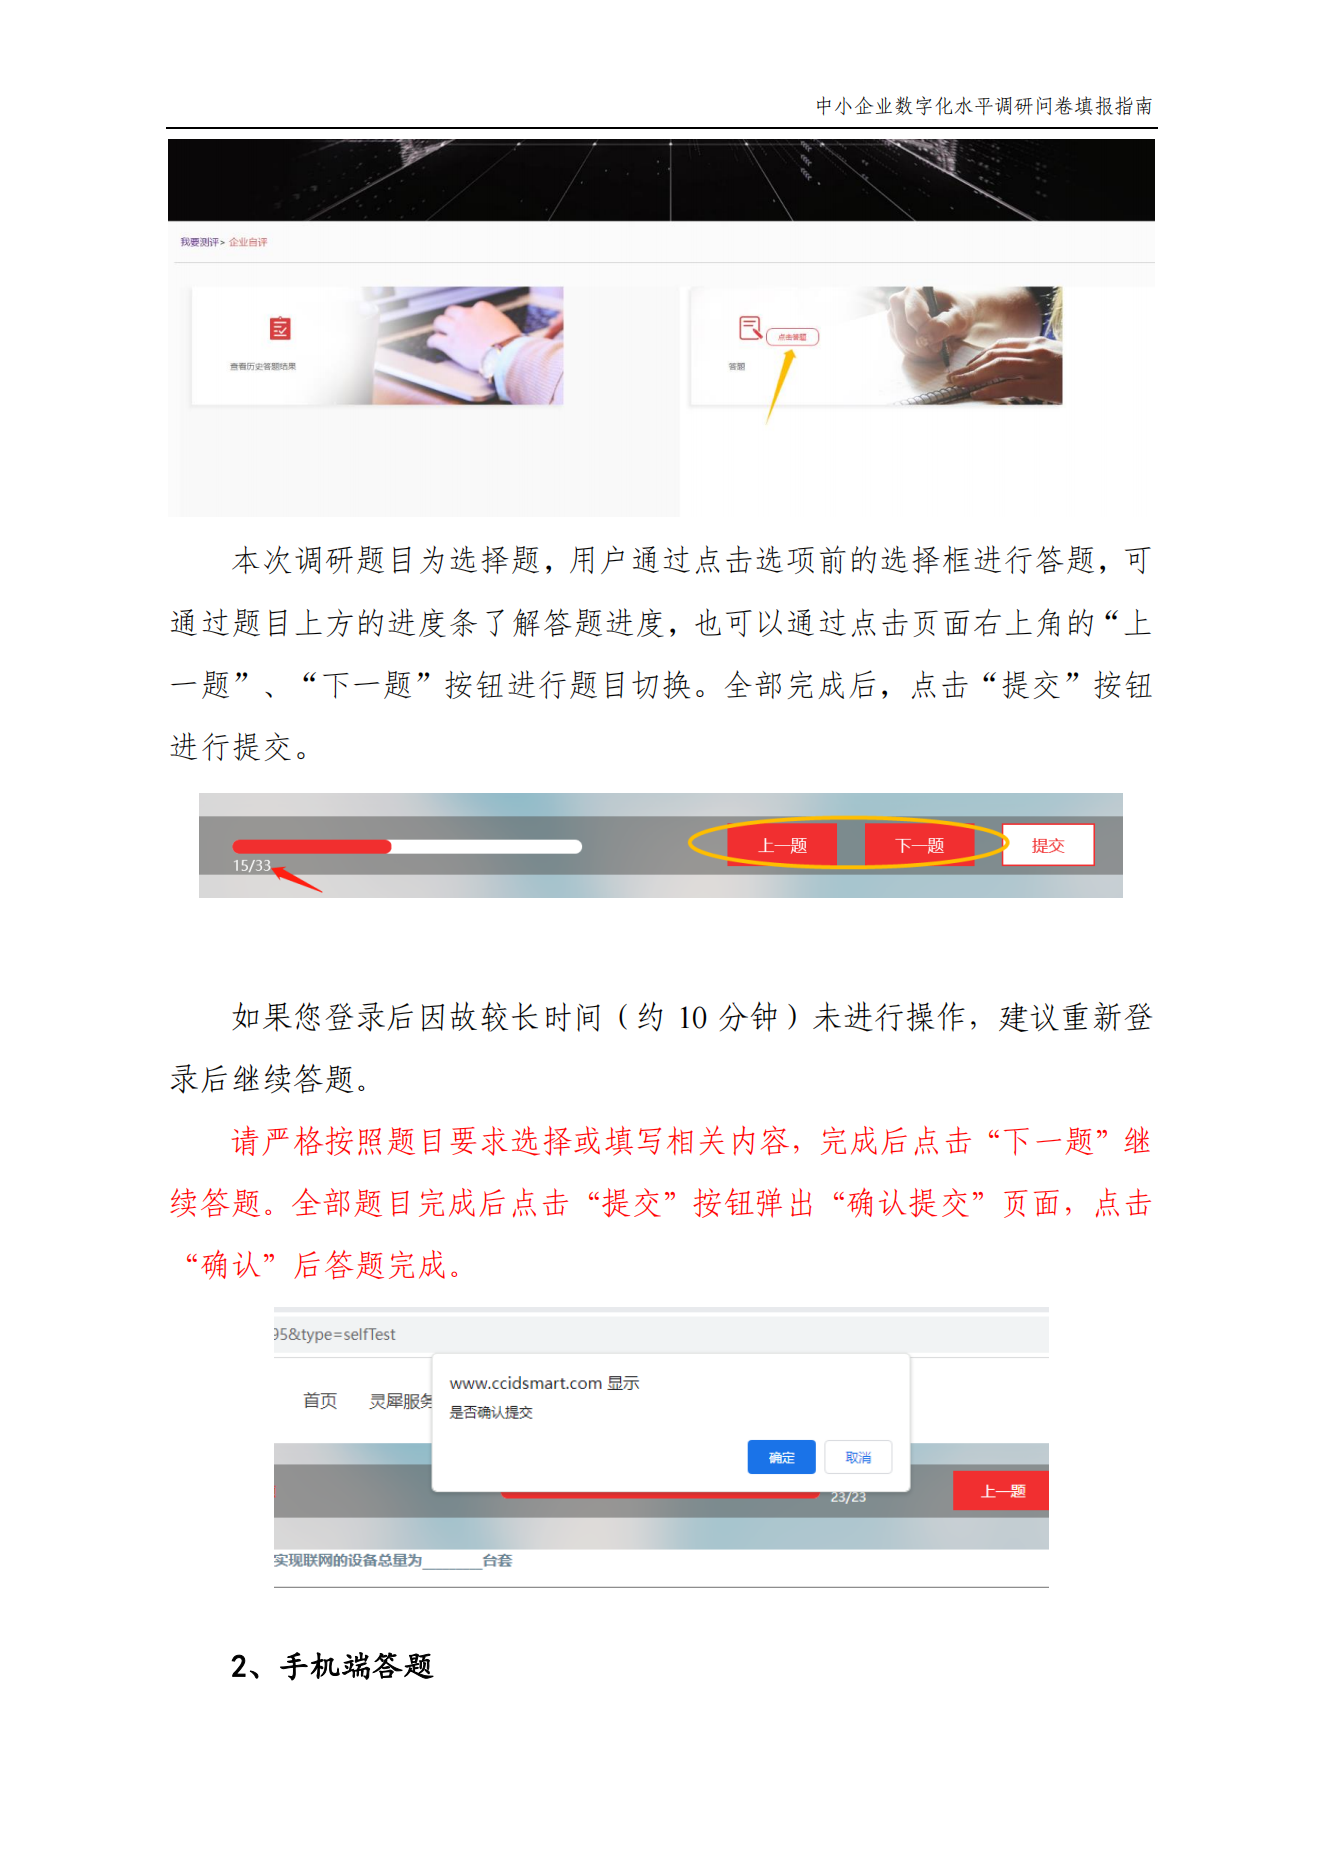 中小企业数字化水平调研问卷填报指南
我要测评> 企业自评
点击答题
查看历史答题结果
答题
本次调研题目为选择题，用户通过点击选项前的选择框进行答题，可
通过题目上方的进度条了解答题进度，也可以通过点击页面右上角的“上
一题”、“下一题”按钮进行题目切换。全部完成后，点击“提交”按钮
进行提交。
上一题 下一题 提交
15/33
如果您登录后因故较长时间（约 10 分钟）未进行操作，建议重新登
录后继续答题。
请严格按照题目要求选择或填写相关内容，完成后点击“下一题”继
续答题。全部题目完成后点击“提交”按钮弹出“确认提交”页面，点击
“确认”后答题完成。
95&type=selfTest
www.ccidsmart.com 显示
首页 灵犀服务
是否确认提交
确定 取消
上一题
23/23
实现联网的设备总量为________台套
2、手机端答题